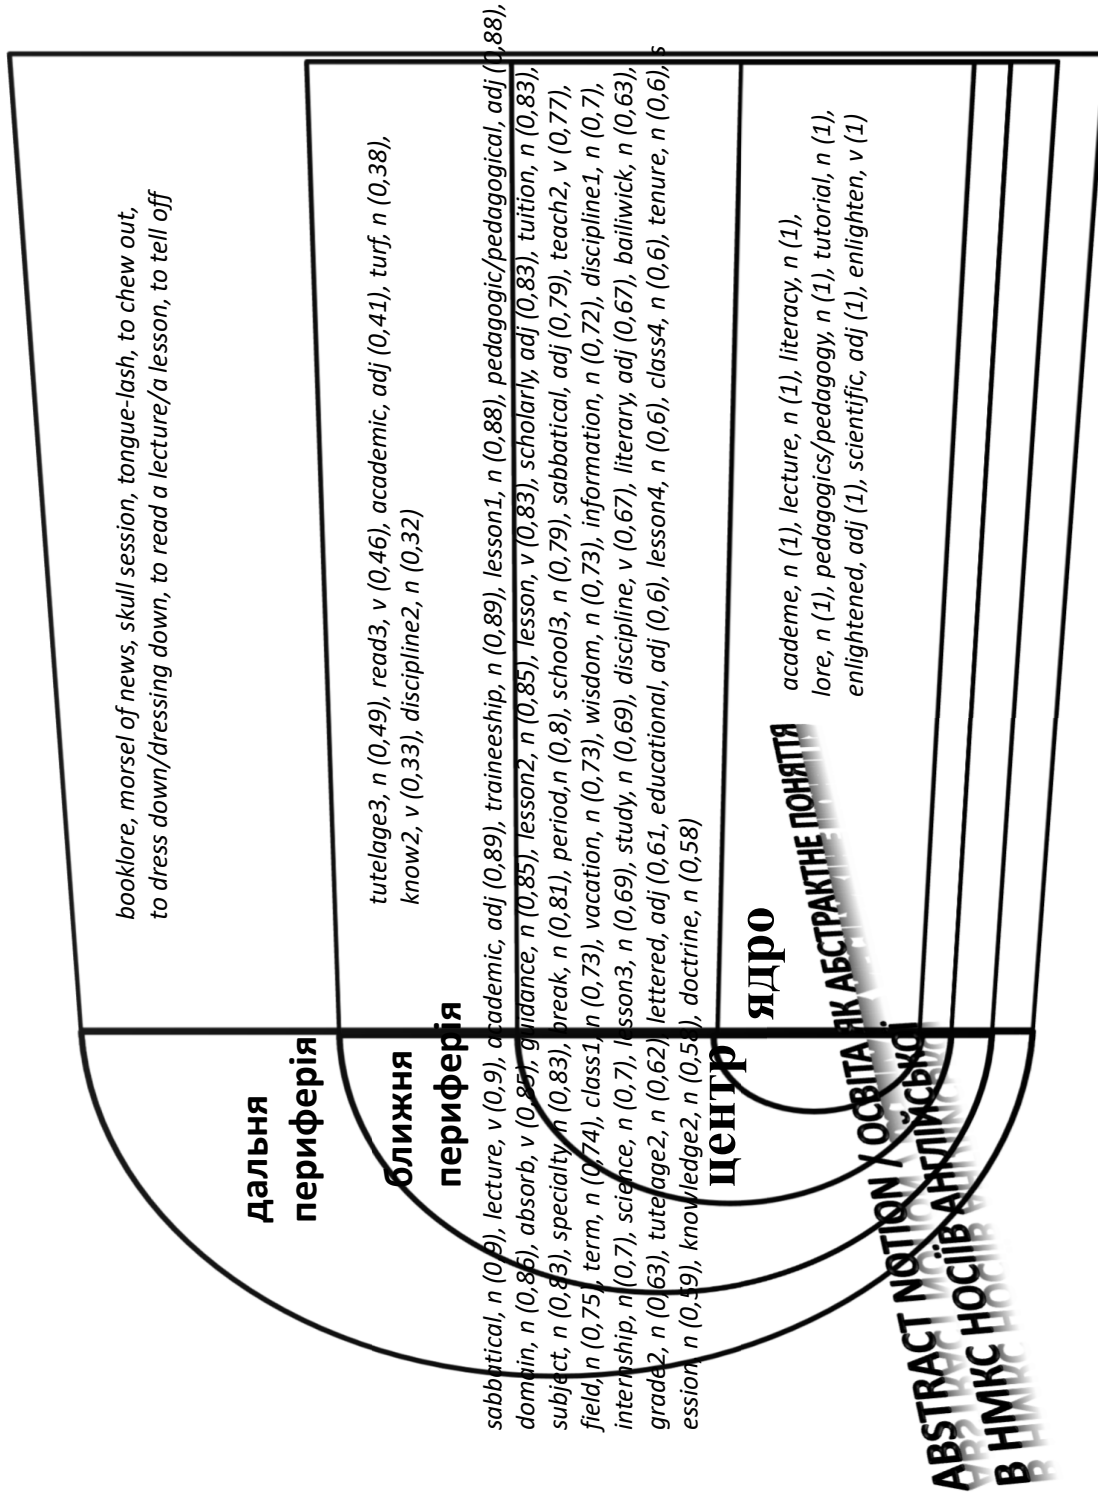 booklore, morsel of news, skull session, tongue-lash, to chew out,
to dress down/dressing down, to read a lecture/a lesson, to tell off
дальня
периферія
tutelage3, n (0,49), read3, v (0,46), academic, adj (0,41), turf, n (0,38),
know2, v (0,33), discipline2, n (0,32)
ближня
периферія
sabbatical, n (0,9), lecture, v (0,9), academic, adj (0,89), traineeship, n (0,89), lesson1, n (0,88), pedagogic/pedagogical, adj (0,88),
domain, n (0,86), absorb, v (0,85), guidance, n (0,85), lesson2, n (0,85), lesson, v (0,83), scholarly, adj (0,83), tuition, n (0,83),
subject, n (0,83), specialty, n (0,83), break, n (0,81), period,n (0,8), school3, n (0,79), sabbatical, adj (0,79), teach2, v (0,77),
field,n (0,75), term, n (0,74), class1, n (0,73), vacation, n (0,73), wisdom, n (0,73), information, n (0,72), discipline1, n (0,7),
internship, n (0,7), science, n (0,7), lesson3, n (0,69), study, n (0,69), discipline, v (0,67), literary, adj (0,67), bailiwick, n (0,63),
grade2, n (0,63), tutelage2, n (0,62), lettered, adj (0,61, educational, adj (0,6), lesson4, n (0,6), class4, n (0,6), tenure, n (0,6), s
ession, n (0,59), knowledge2, n (0,58), doctrine, n (0,58)
центр
ядро
academe, n (1), lecture, n (1), literacy, n (1),
lore, n (1), pedagogics/pedagogy, n (1), tutorial, n (1),
enlightened, adj (1), scientific, adj (1), enlighten, v (1)
ABSTRACT NOTION / ОСВІТА ЯК АБСТРАКТНЕ ПОНЯТТЯ
В НМКС НОСІЇВ АНГЛІЙСЬКОЇ.